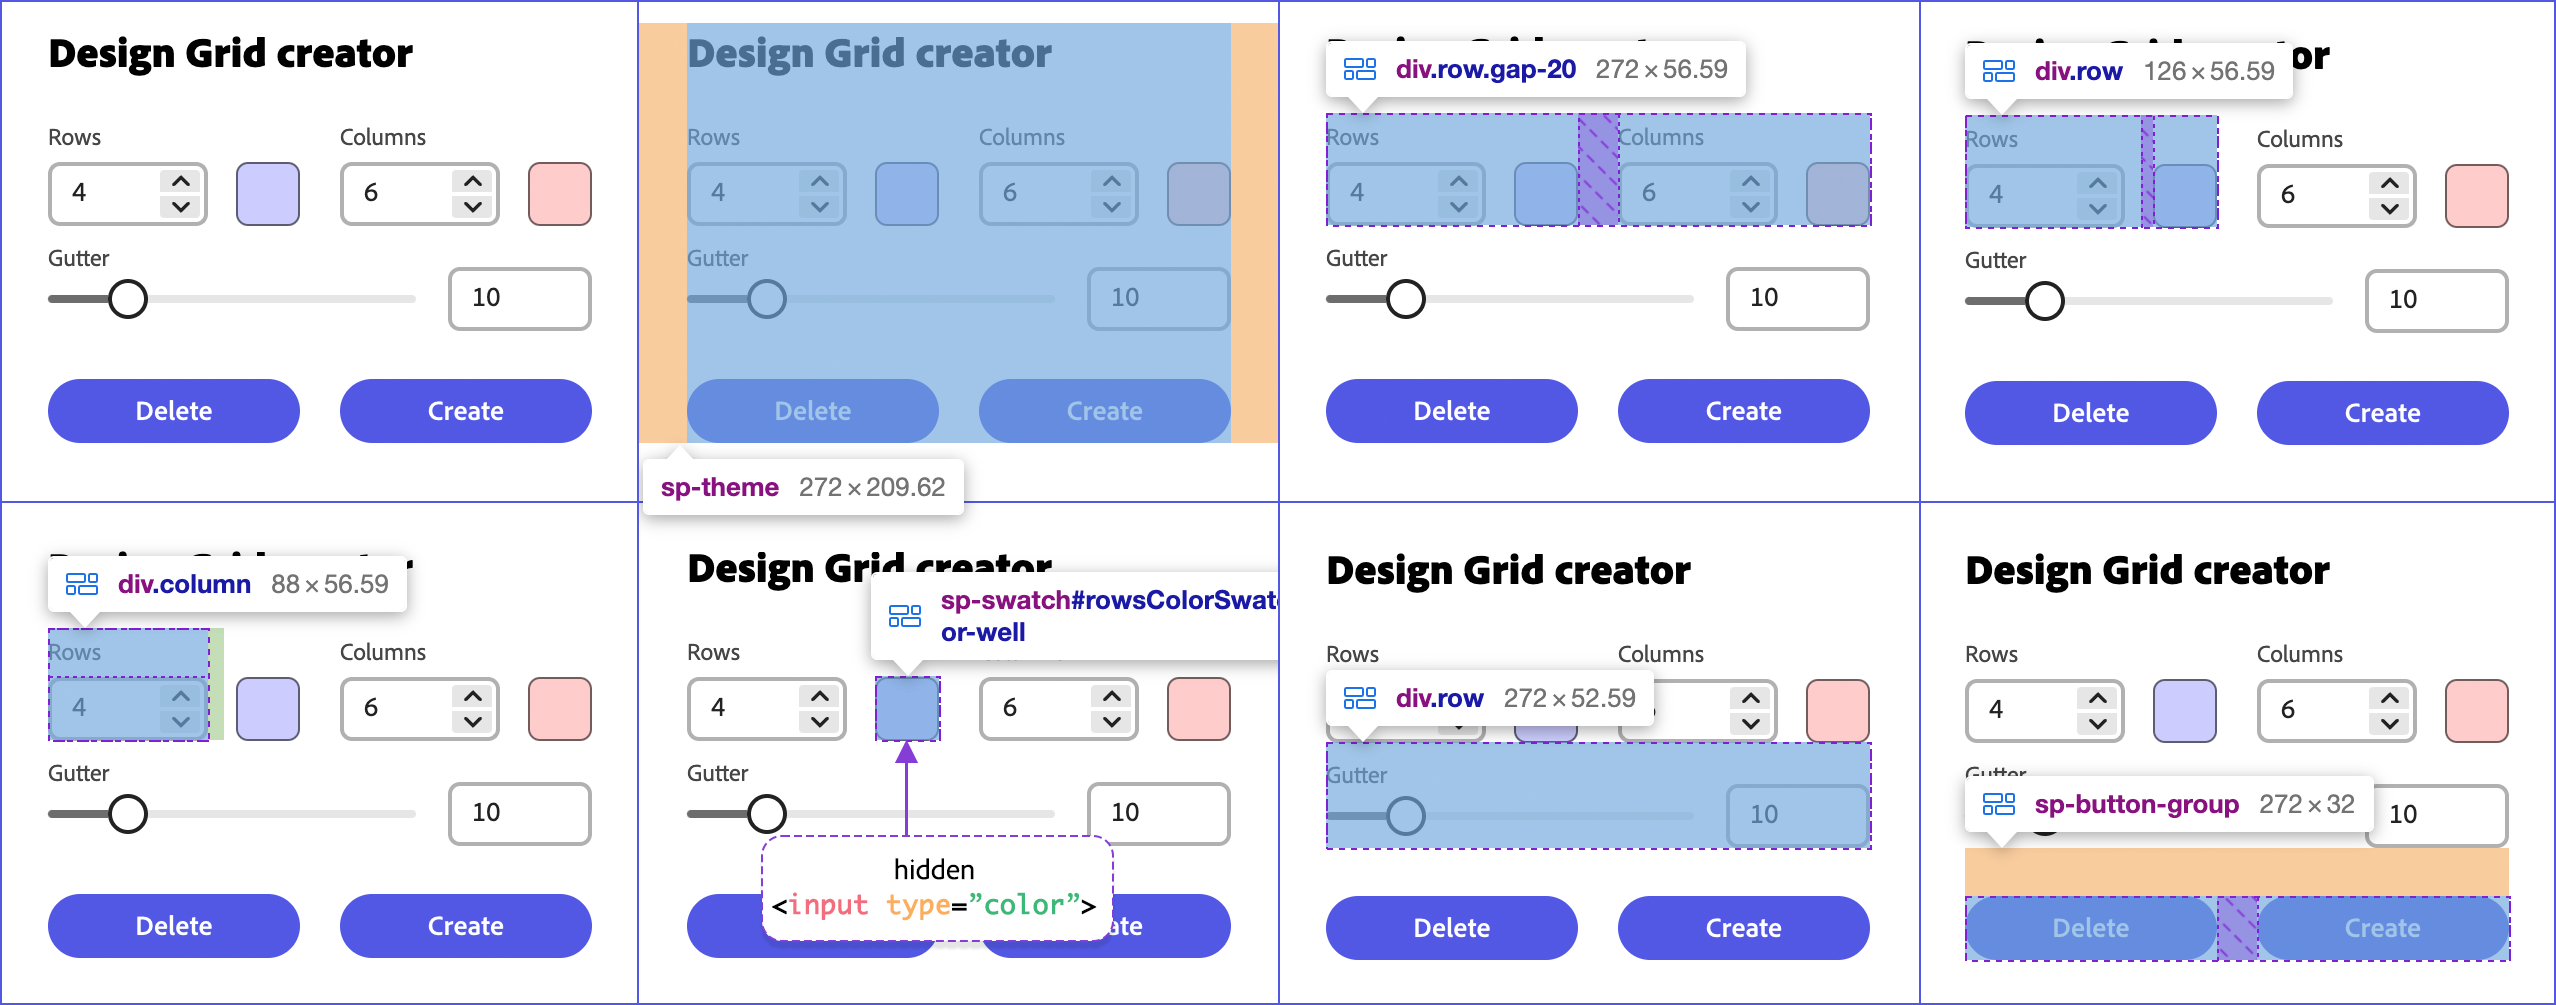 Design Grid creator
Rows
Columns
4
6
Gutter
10
Delete
Create
Design Grid creator
Rows
Columns
4
6
Gutter
10
Delete
Create
sp-theme 272 × 209.62
div.row.gap-20 272 × 56.59
Rows
Columns
4
6
Gutter
10
Delete
Create
div.row 126 × 56.59
Rows
Columns
4
6
Gutter
10
Delete
Create
div.column 88 × 56.59
Rows
Columns
4
6
Gutter
10
Delete
Create
Design Grid creator
sp-swatch#rowsColorSwat
or-well
Rows
4
6
Gutter
10
hidden
<input type=”color”>
Design Grid creator
Rows
Columns
div.row 272 × 52.59
Gutter
10
Delete
Create
Design Grid creator
Rows
Columns
4
6
Gutter
sp-button-group 272 × 32
10
Delete
Create